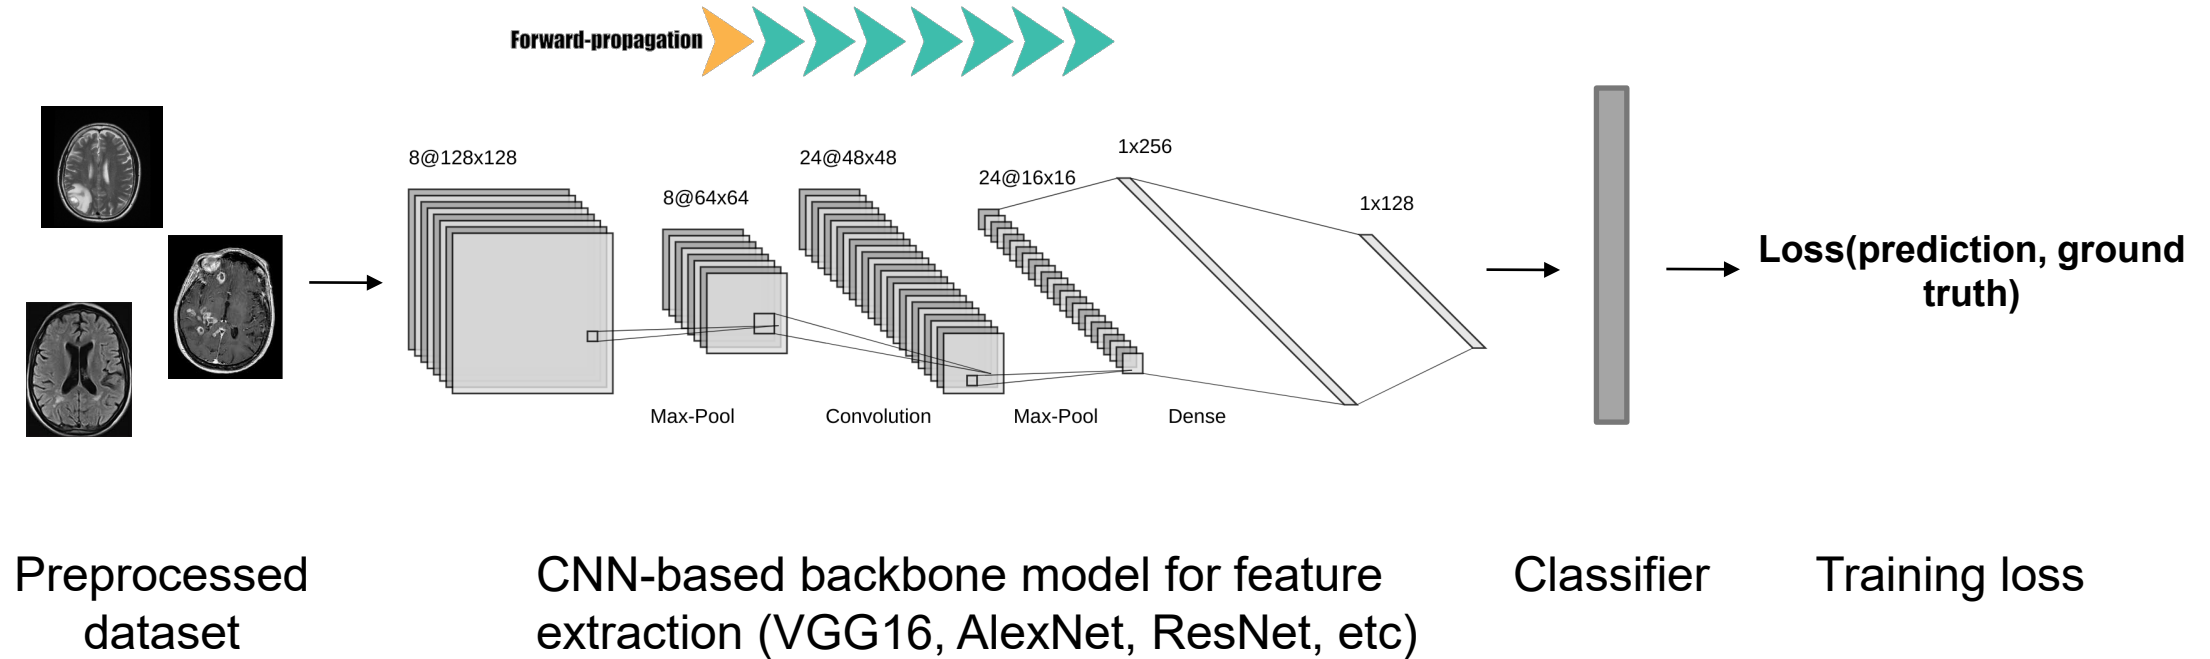 Forward-propagation
8@128x128
8@64x64
24@48x48
24@16x16
1x256
1x128
Max-Pool
Convolution
Max-Pool
Dense
Loss(prediction, ground
truth)
Preprocessed
dataset
CNN-based backbone model for feature
extraction (VGG16, AlexNet, ResNet, etc)
Classifier
Training loss